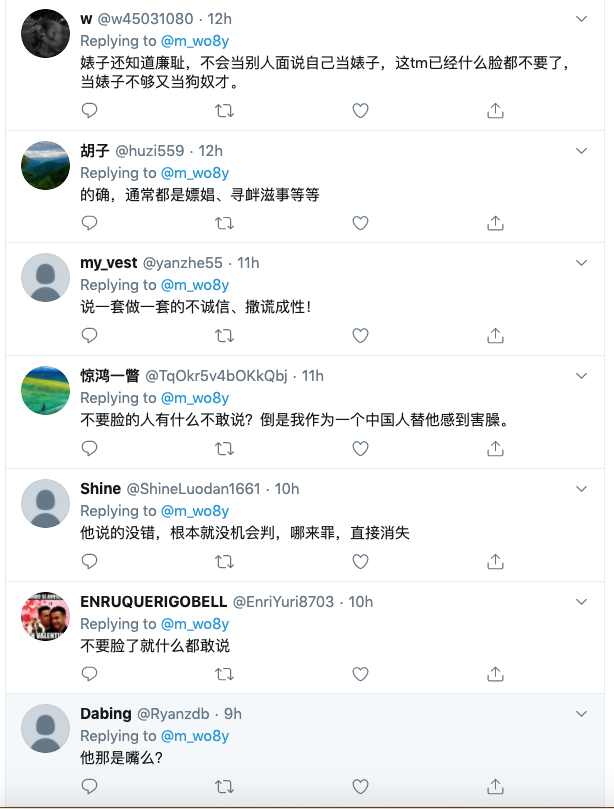 w @w45031080 · 12h
Replying to @m_wo8y
婊子还知道廉耻，不会当别人面说自己当婊子，这tm已经什么脸都不要了，
当婊子不够又当狗奴才。
胡子 @huzi559 · 12h
Replying to @m_wo8y
的确，通常都是嫖娼、寻衅滋事等等
my_vest @yanzhe55 · 11h
Replying to @m_wo8y
说一套做一套的不诚信、撒谎成性！
惊鸿一瞥 @TqOkr5v4bOKkQbj · 11h
Replying to @m_wo8y
不要脸的人有什么不敢说？倒是我作为一个中国人替他感到害臊。
Shine @ShineLuodan1661 · 10h
Replying to @m_wo8y
他说的没错，根本就没机会判，哪来罪，直接消失
ENRUQUERIGOBELL @EnriYuri8703 · 10h
Replying to @m_wo8y
不要脸了就什么都敢说
Dabing @Ryanzdb · 9h
Replying to @m_wo8y
他那是嘴么？